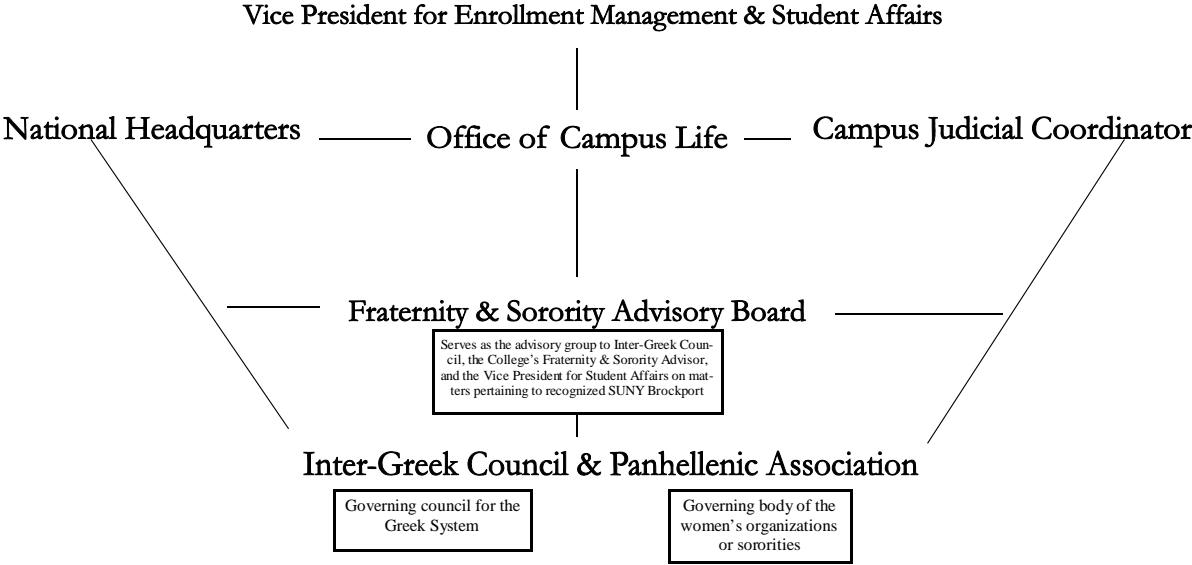 Vice President for Enrollment Management & Student Affairs
National Headquarters
Office of Campus Life
Campus Judicial Coordinator
Fraternity & Sorority Advisory Board
Serves as the advisory group to Inter-Greek Coun-
cil, the College's Fraternity & Sorority Advisor,
and the Vice President for Student Affairs on mat-
ters pertaining to recognized SUNY Brockport
Inter-Greek Council & Panhellenic Association
Governing council for the
Greek System
Governing body of the
women's organizations
or sororities